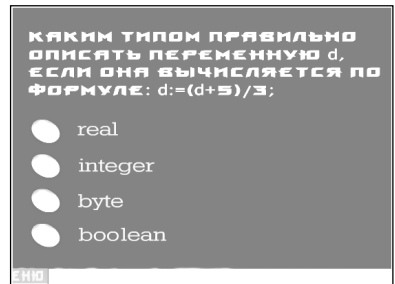 КАКИМ ТИПОМ ПРАВИЛЬНО
ОПИСАТЬ ПЕРЕМЕННУЮ d,
ЕСЛИ ОНА ВЫЧИСЛЯЕТСЯ ПО
ФОРМУЛЕ: d:=(d+5)/3;
real
integer
byte
boolean